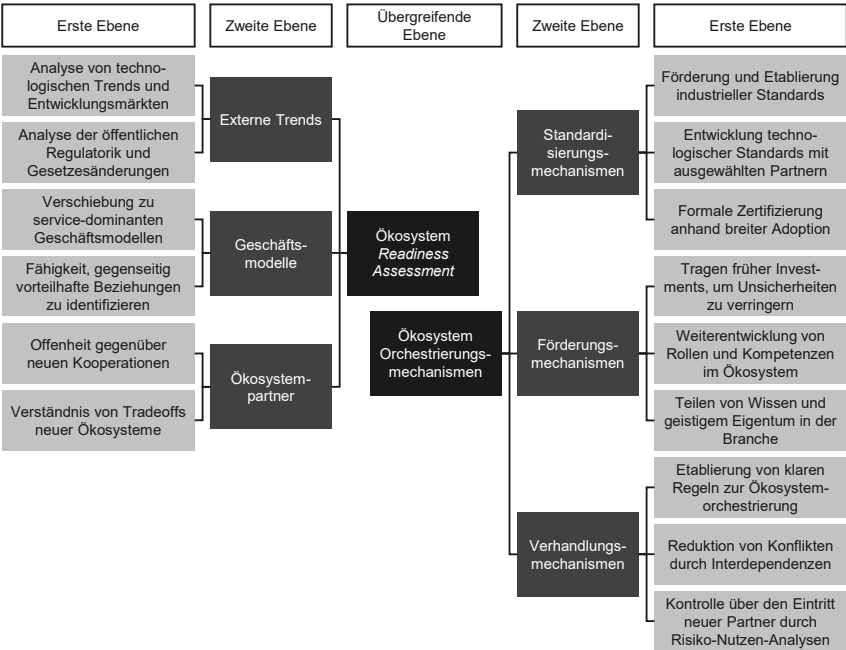 Erste Ebene
Zweite Ebene
Übergreifende
Ebene
Zweite Ebene
Erste Ebene
Analyse von techno-
logischen Trends und
Entwicklungsmärkten
Analyse der öffentlichen
Regulatorik und
Gesetzesänderungen
Verschiebung zu
service-dominanten
Geschäftsmodellen
Fähigkeit, gegenseitig
vorteilhafte Beziehungen
zu identifizieren
Offenheit gegenüber
neuen Kooperationen
Verständnis von Tradeoffs
neuer Ökosysteme
Externe Trends
Geschäfts-
modelle
Ökosystem-
partner
Ökosystem
Readiness
Assessment
Ökosystem
Orchestrierungs-
mechanismen
Standardi-
sierungs-
mechanismen
Förderungs-
mechanismen
Verhandlungs-
mechanismen
Förderung und Etablierung
industrieller Standards
Entwicklung techno-
logischer Standards mit
ausgewählten Partnern
Formale Zertifizierung
anhand breiter Adoption
Tragen früher Invest-
ments, um Unsicherheiten
zu verringern
Weiterentwicklung von
Rollen und Kompetenzen
im Ökosystem
Teilen von Wissen und
geistigem Eigentum in der
Branche
Etablierung von klaren
Regeln zur Ökosystem-
orchestrierung
Reduktion von Konflikten
durch Interdependenzen
Kontrolle über den Eintritt
neuer Partner durch
Risiko-Nutzen-Analysen